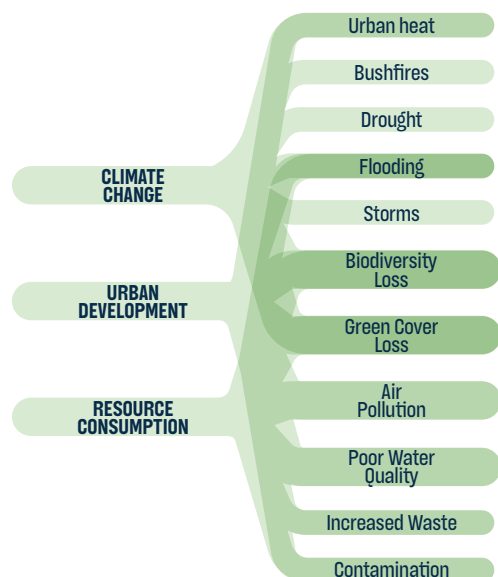 CLIMATE
CHANGE
URBAN
DEVELOPMENT
RESOURCE
CONSUMPTION
Urban heat
Bushfires
Drought
Flooding
Storms
Biodiversity
Loss
Green Cover
Loss
Air
Pollution
Poor Water
Quality
Increased Waste
Contamination